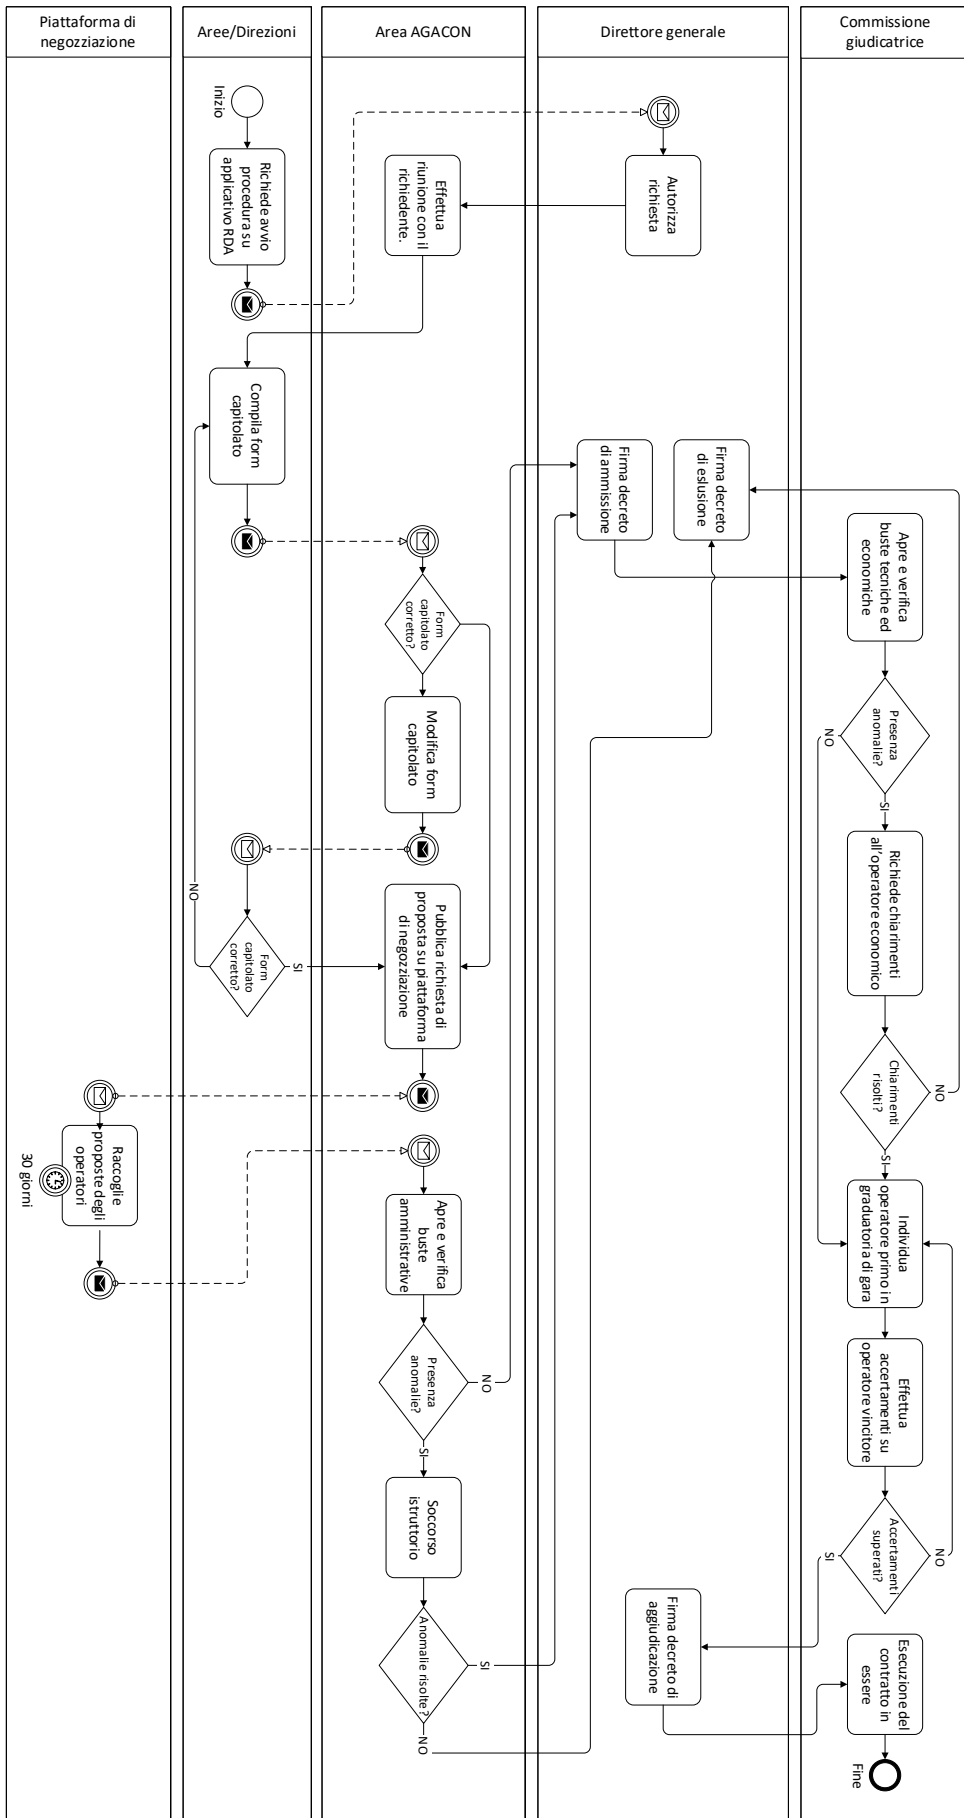 Piattaforma di
negozziazione
Aree/Direzioni
Area AGACON
Direttore generale
Commissione
giudicatrice
Inizio
Richiede avvio
procedura su
applicativo RDA
Autorizza
richiesta
Effettua
riunione con il
richiedente.
Compila form
capitolato
Form
capitolato
corretto?
Modifica form
capitolato
Form
capitolato
corretto?
NO
SI
Pubblica richiesta di
proposta su piattaforma
di negozziazione
Raccoglie
proposte degli
operatori
30 giorni
Apre e verifica
buste
amministrative
Presenza
anomalie?
NO
SI
Soccorso
istruttorio
Anomalie risolte?
SI
NO
Firma decreto
di ammissione
Firma decreto
di eslusione
Apre e verifica
buste tecniche ed
economiche
Presenza
anomalie?
NO
SI
Richiede chiarimenti
all'operatore economico
Chiarimenti
risolti?
NO
SI
Individua
operatore primo in
graduatoria di gara
Effettua
accertamenti su
operatore vincitore
Accertamenti
superati?
NO
SI
Firma decreto di
aggiudicazione
Esecuzione del
contratto in
essere
Fine